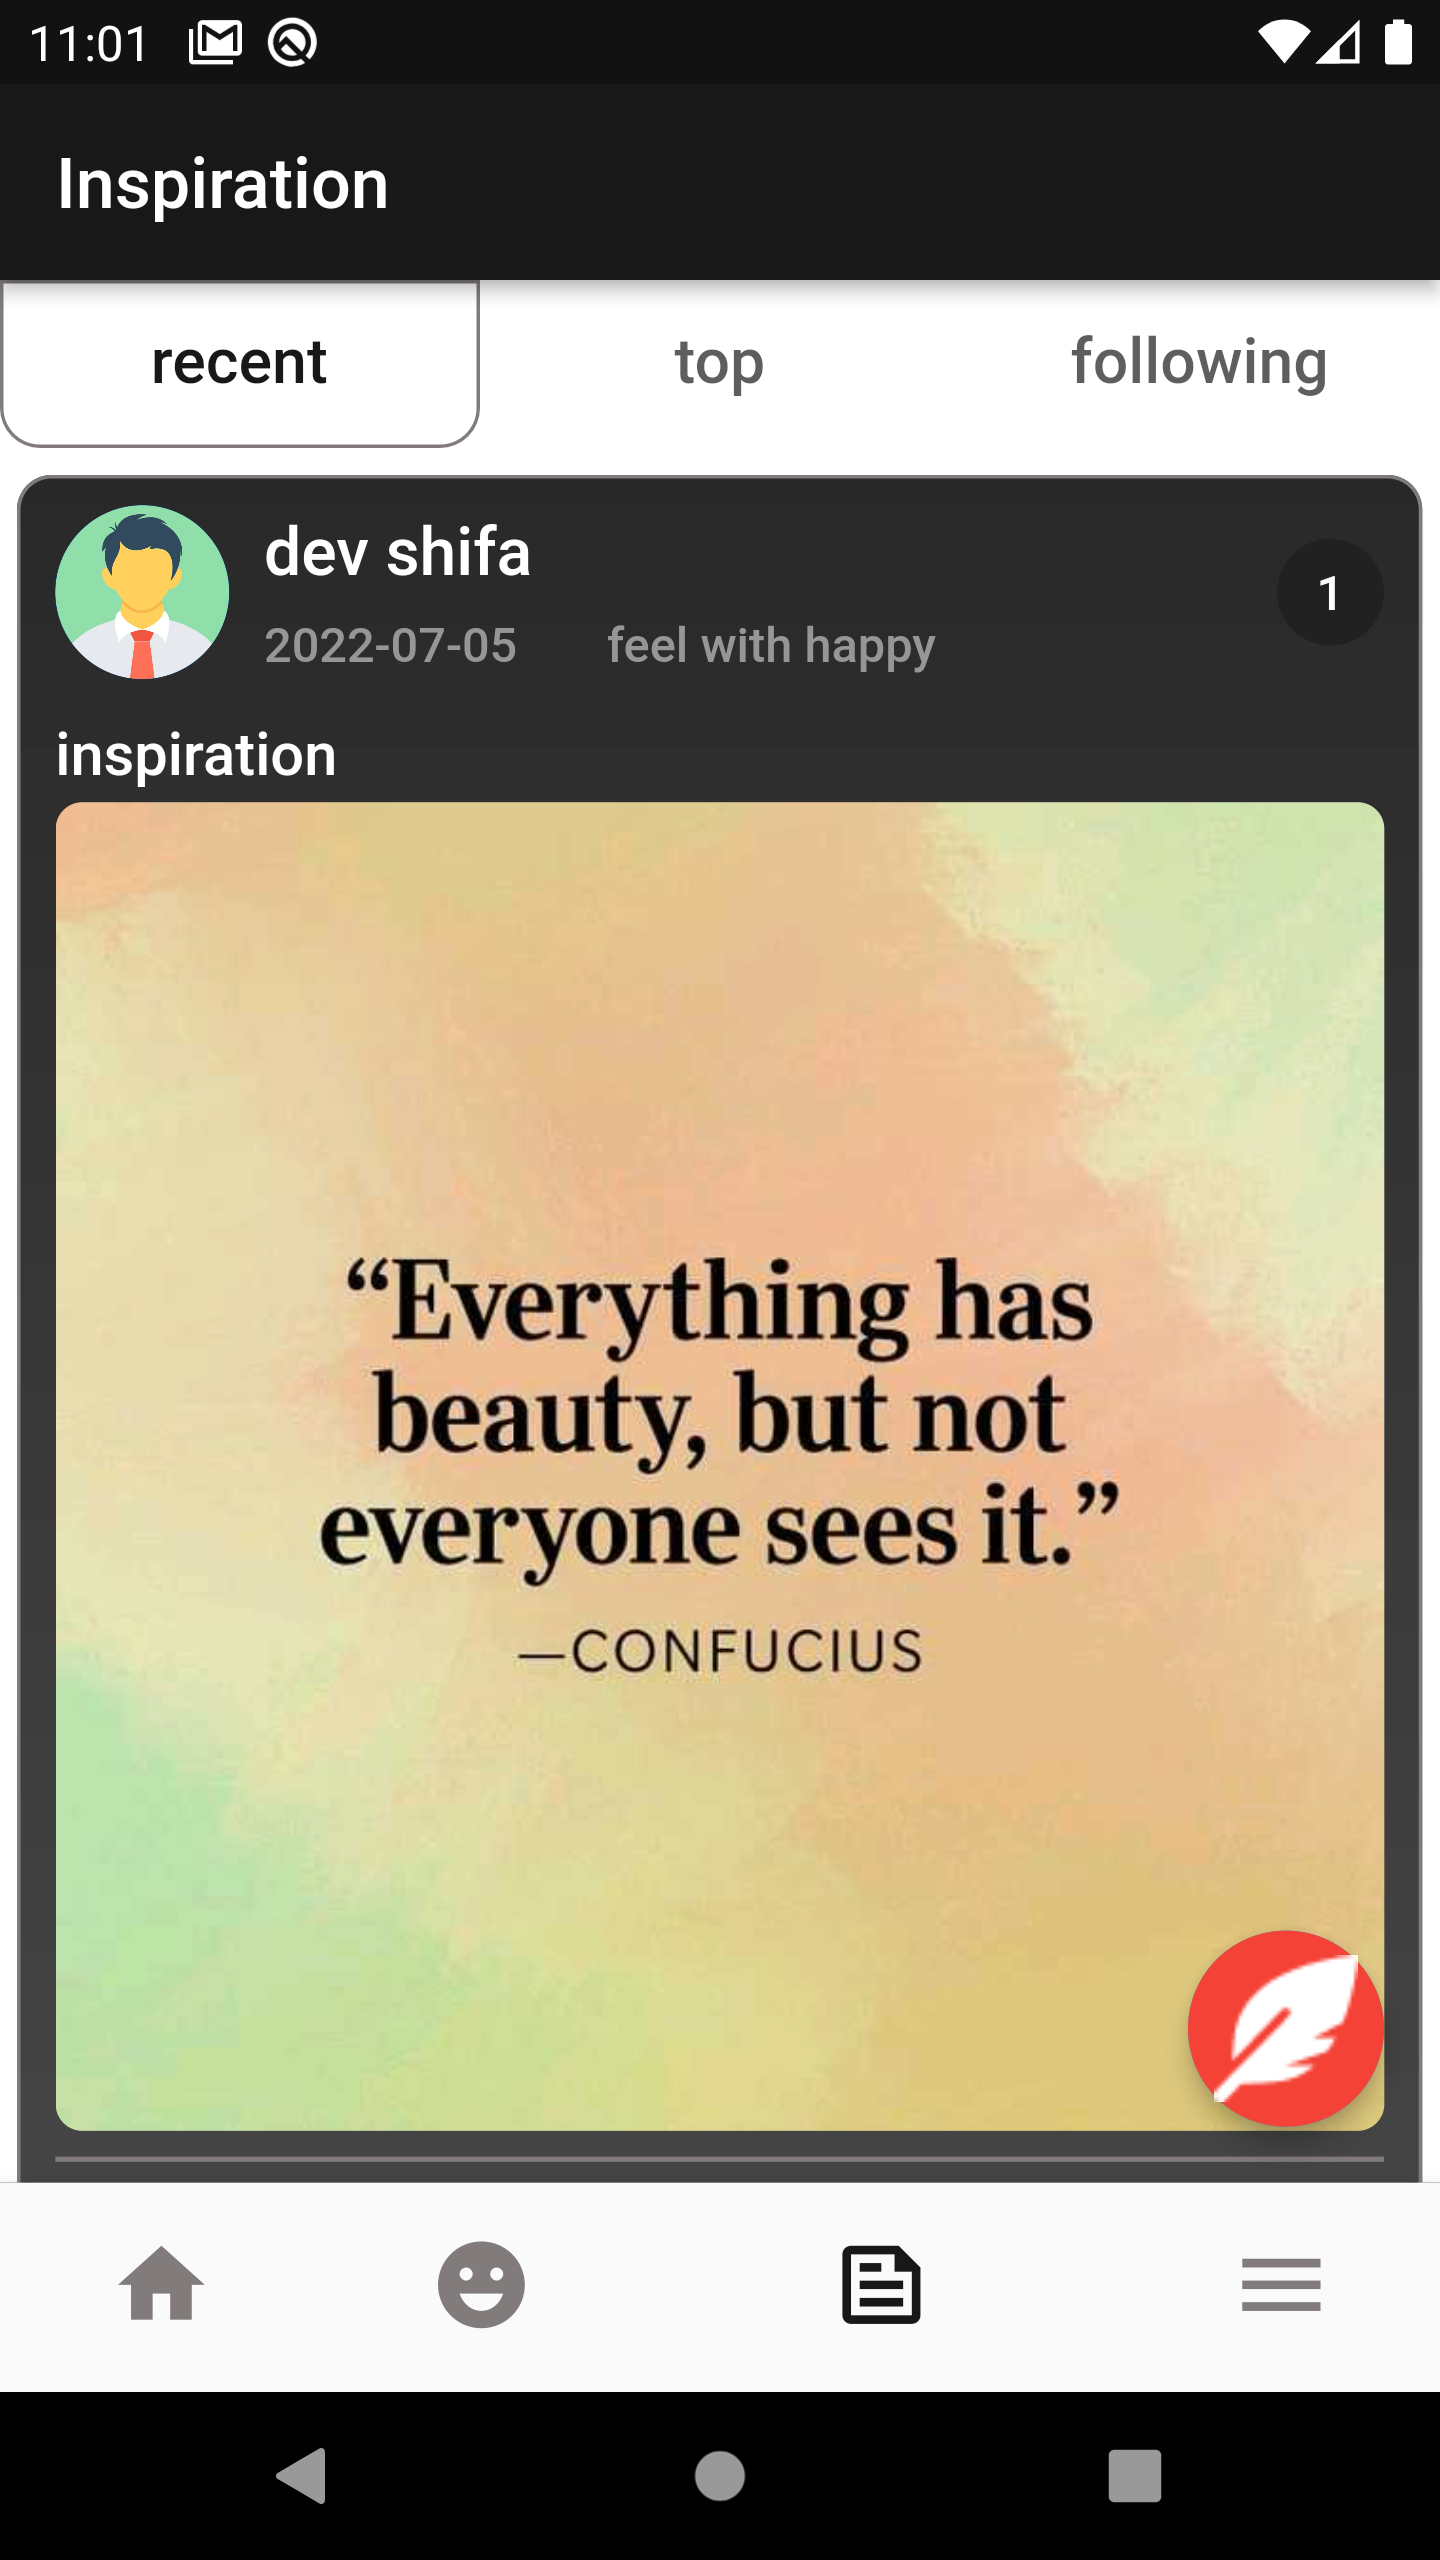 11:01
Inspiration
recent top following
dev shifa
2022-07-05 feel with happy
1
inspiration
“Everything has
beauty, but not
everyone sees it.”
—CONFUCIUS